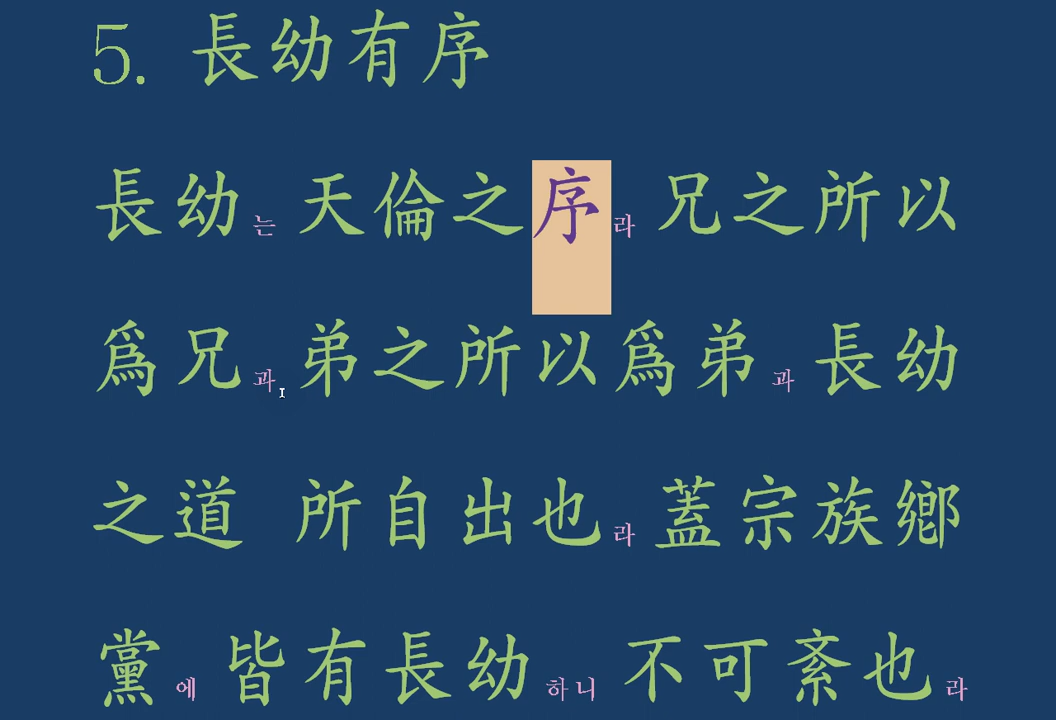 5. 長幼有序
長幼는 天倫之序라 兄之所以
爲兄과 弟之所以爲弟과 長幼
之道 所自出也라 蓋宗族鄕
黨에 皆有長幼하니 不可紊也라